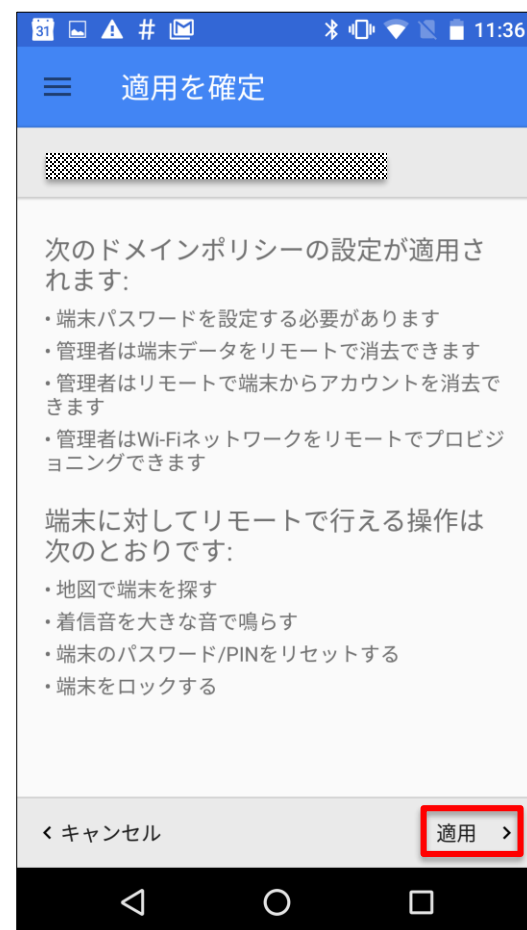 31 # 11:36
適用を確定
次のドメインポリシーの設定が適用さ
れます:
・端末パスワードを設定する必要があります
・管理者は端末データをリモートで消去できます
・管理者はリモートで端末からアカウントを消去で
きます
・管理者はWi-Fiネットワークをリモートでプロビジ
ョニングできます
端末に対してリモートで行える操作は
次のとおりです:
・地図で端末を探す
・着信音を大きな音で鳴らす
・端末のパスワード/PINをリセットする
・端末をロックする
キャンセル 適用